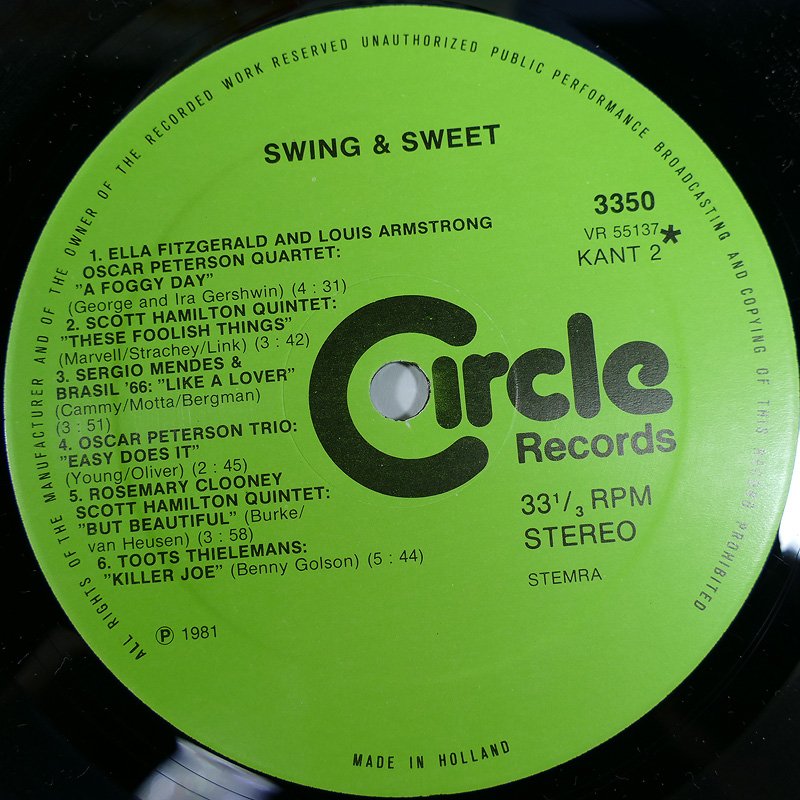 ALL RIGHTS OF THE MANUFACTURER AND OF THE OWNER OF THE RECORDED WORK RESERVED UNAUTHORIZED PUBLIC PERFORMANCE BROADCASTING AND COPYING OF THIS RECORD PROHIBITED
SWING & SWEET
3350
VR 55137*
KANT 2
1. ELLA FITZGERALD AND LOUIS ARMSTRONG
OSCAR PETERSON QUARTET:
"A FOGGY DAY"
(George and Ira Gershwin) (4 : 31)
2. SCOTT HAMILTON QUINTET:
"THESE FOOLISH THINGS"
(Marvell/Strachey/Link) (3 : 42)
3. SERGIO MENDES &
BRASIL '66: "LIKE A LOVER"
(Cammy/Motta/Bergman)
(3 : 51)
4. OSCAR PETERSON TRIO:
"EASY DOES IT"
(Young/Oliver) (2 : 45)
5. ROSEMARY CLOONEY
SCOTT HAMILTON QUINTET:
"BUT BEAUTIFUL" (Burke/
van Heusen) (3 : 58)
6. TOOTS THIELEMANS:
"KILLER JOE" (Benny Golson) (5 : 44)
Circle
Records
33 1/3 RPM
STEREO
STEMRA
℗ 1981
MADE IN HOLLAND